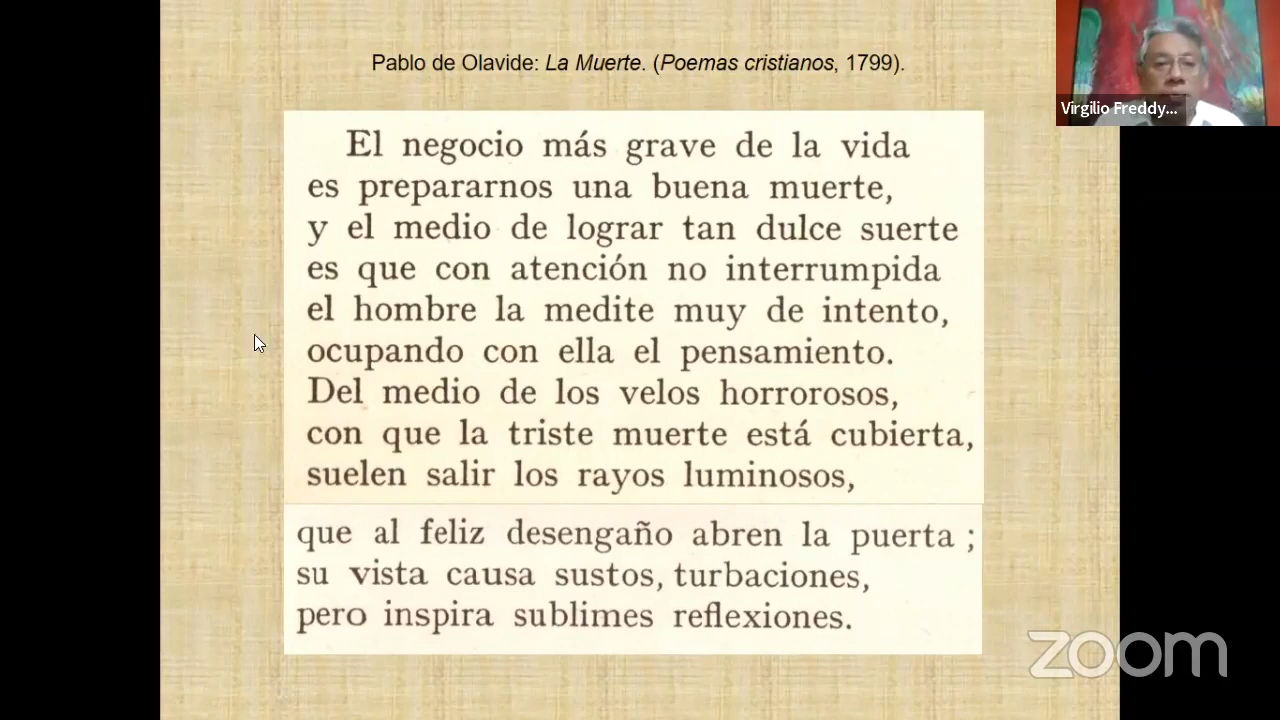 Pablo de Olavide: La Muerte. (Poemas cristianos, 1799).
El negocio más grave de la vida
es prepararnos una buena muerte,
y el medio de lograr tan dulce suerte
es que con atención no interrumpida
el hombre la medite muy de intento,
ocupando con ella el pensamiento.
Del medio de los velos horrorosos,
con que la triste muerte está cubierta,
suelen salir los rayos luminosos,
que al feliz desengaño abren la puerta ;
su vista causa sustos, turbaciones,
pero inspira sublimes reflexiones.
Virgilio Freddy...
zoom